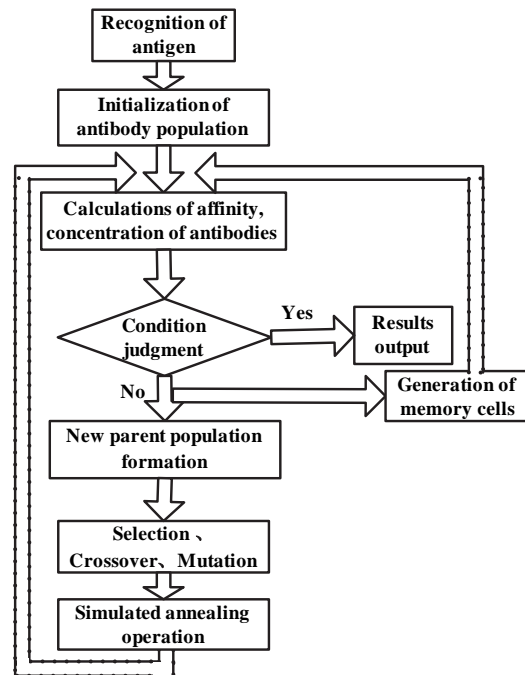 Recognition of
antigen
Initialization of
antibody population
Calculations of affinity,
concentration of antibodies
Condition
judgment
Yes
Results
output
No
Generation of
memory cells
New parent population
formation
Selection 、
Crossover、Mutation
Simulated annealing
operation